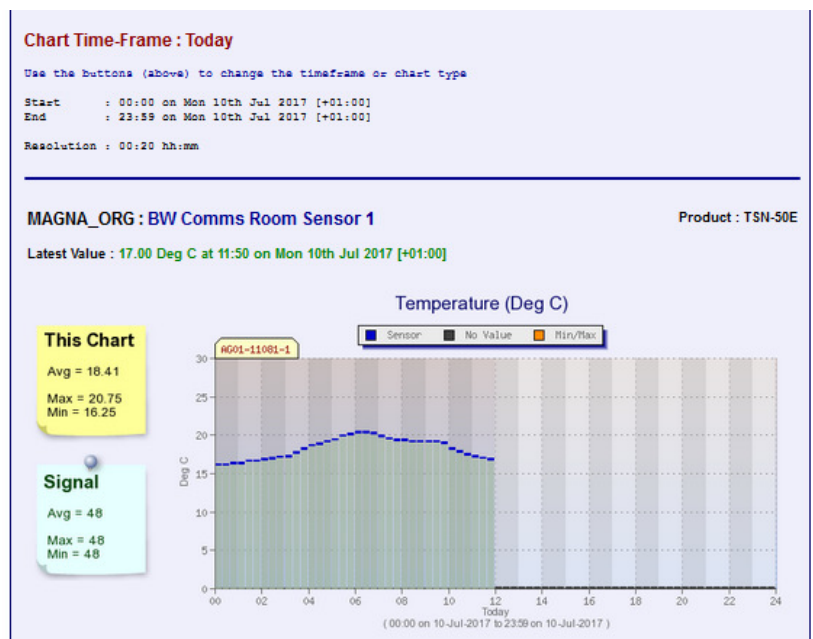 Chart Time-Frame : Today
Use the buttons (above) to change the timeframe or chart type
Start : 00:00 on Mon 10th Jul 2017 [+01:00]
End : 23:59 on Mon 10th Jul 2017 [+01:00]
Resolution : 00:20 hh:mm
MAGNA_ORG : BW Comms Room Sensor 1
Product : TSN-50E
Latest Value : 17.00 Deg C at 11:50 on Mon 10th Jul 2017 [+01:00]
Temperature (Deg C)
Sensor No Value Min/Max
AG01-11081-1
This Chart
Avg = 18.41
Max = 20.75
Min = 16.25
Signal
Avg = 48
Max = 48
Min = 48
Deg C
30
25
20
15
10
5
0
00 02 04 06 08 10 12 14 16 18 20 22 24
Today
( 00:00 on 10-Jul-2017 to 23:59 on 10-Jul-2017 )